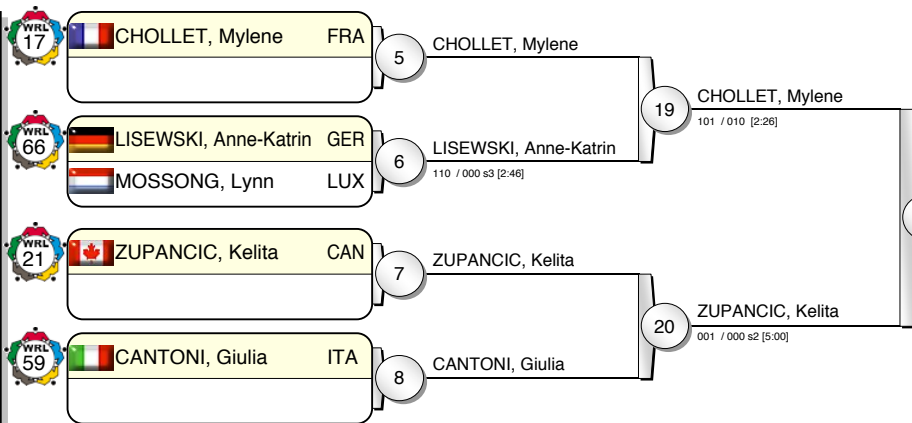 WRL
17
CHOLLET, Mylene FRA
5
CHOLLET, Mylene
WRL
66
LISEWSKI, Anne-Katrin GER
MOSSONG, Lynn LUX
6
LISEWSKI, Anne-Katrin
110 / 000 s3 [2:46]
19
CHOLLET, Mylene
101 / 010 [2:26]
WRL
21
ZUPANCIC, Kelita CAN
7
ZUPANCIC, Kelita
WRL
59
CANTONI, Giulia ITA
8
CANTONI, Giulia
20
ZUPANCIC, Kelita
001 / 000 s2 [5:00]